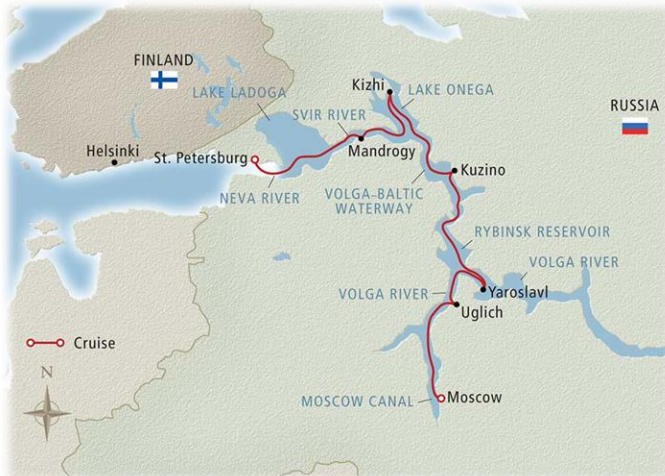 FINLAND
LAKE LADOGA
Kizhi
LAKE ONEGA
RUSSIA
SVIR RIVER
Helsinki
St. Petersburg
Mandrogy
Kuzino
NEVA RIVER
VOLGA-BALTIC
WATERWAY
RYBINSK RESERVOIR
VOLGA RIVER
VOLGA RIVER
Yaroslavl
Uglich
Cruise
N
MOSCOW CANAL
Moscow